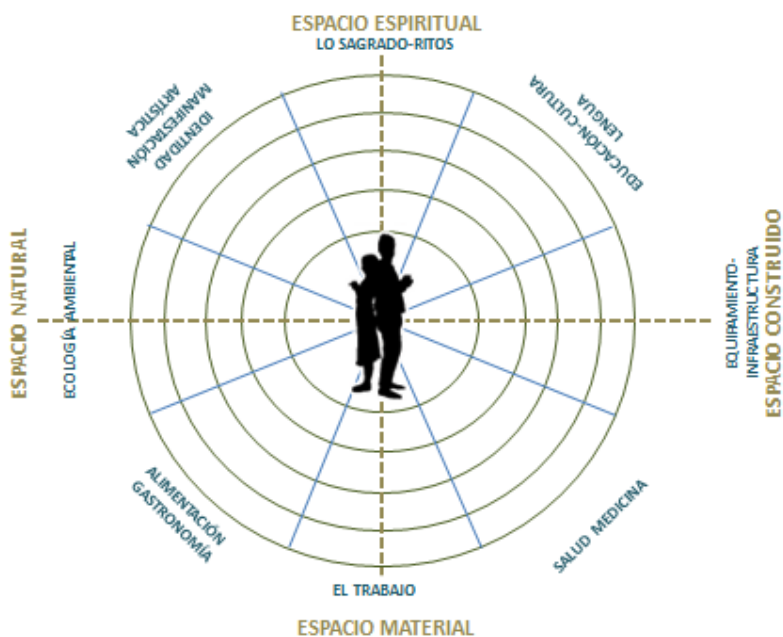 ESPACIO ESPIRITUAL
LO SAGRADO-RITOS
IDENTIDAD
MANIFESTACIÓN
ARTÍSTICA
EDUCACIÓN-CULTURA
LENGUA
ESPACIO NATURAL
ECOLOGÍA AMBIENTAL
EQUIPAMIENTO-
INFRAESTRUCTURA
ESPACIO CONSTRUIDO
ALIMENTACIÓN
GASTRONOMÍA
SALUD MEDICINA
EL TRABAJO
ESPACIO MATERIAL